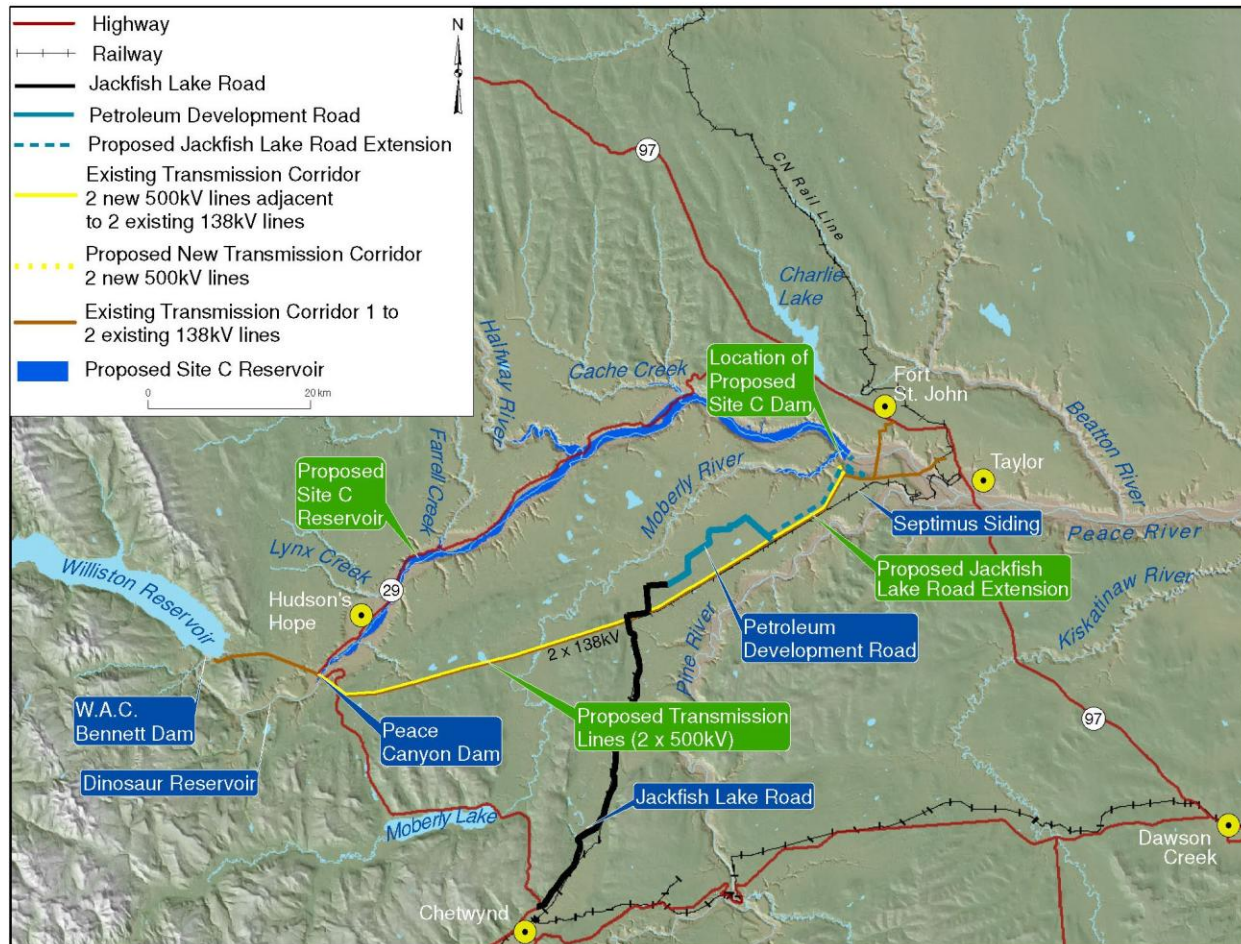 Highway
Railway
Jackfish Lake Road
Petroleum Development Road
Proposed Jackfish Lake Road Extension
Existing Transmission Corridor
2 new 500kV lines adjacent
to 2 existing 138kV lines
Proposed New Transmission Corridor
2 new 500kV lines
Existing Transmission Corridor 1 to
2 existing 138kV lines
Proposed Site C Reservoir
0
20 km
N
97
CN Rail Line
Charlie
Lake
Halfway River
Cache Creek
Location of
Proposed
Site C Dam
Fort
St. John
Beatton River
Taylor
Farrell Creek
Proposed
Site C
Reservoir
Moberly River
Septimus Siding
Peace River
Lynx Creek
29
Williston Reservoir
Hudson's
Hope
Proposed Jackfish
Lake Road Extension
Kiskatinaw River
2 x 138kV
Petroleum
Development Road
Pine River
W.A.C.
Bennett Dam
Peace
Canyon Dam
Proposed Transmission
Lines (2 x 500kV)
97
Dinosaur Reservoir
Jackfish Lake Road
Moberly Lake
Dawson
Creek
Chetwynd